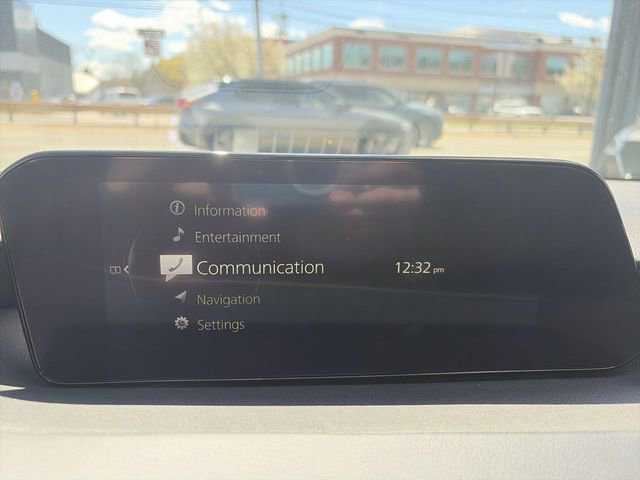 Information
Entertainment
Communication 12:32 pm
Navigation
Settings